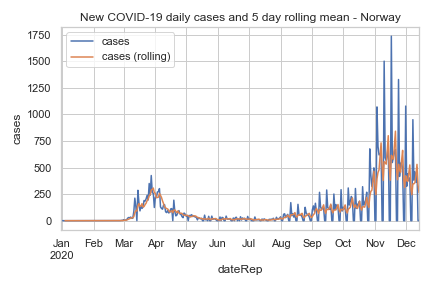 New COVID-19 daily cases and 5 day rolling mean - Norway
cases
cases (rolling)
cases
1750
1500
1250
1000
750
500
250
0
Jan
2020
Feb
Mar
Apr
May
Jun
Jul
Aug
Sep
Oct
Nov
Dec
dateRep